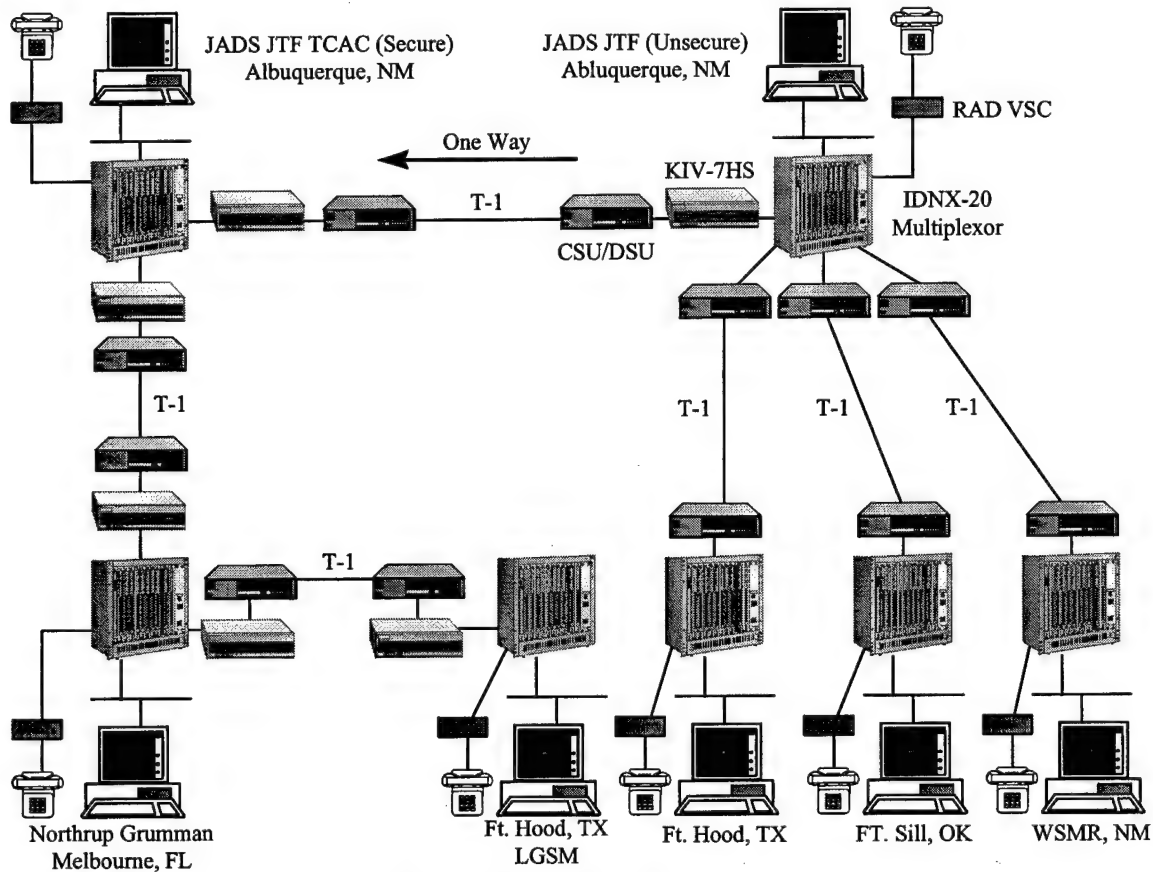 JADS JTF TCAC (Secure)
Albuquerque, NM
JADS JTF (Unsecure)
Abluquerque, NM
RAD VSC
One Way
KIV-7HS
T-1
CSU/DSU
IDNX-20
Multiplexor
T-1
T-1
T-1
T-1
T-1
Northrup Grumman
Melbourne, FL
Ft. Hood, TX
LGSM
Ft. Hood, TX
FT. Sill, OK
WSMR, NM